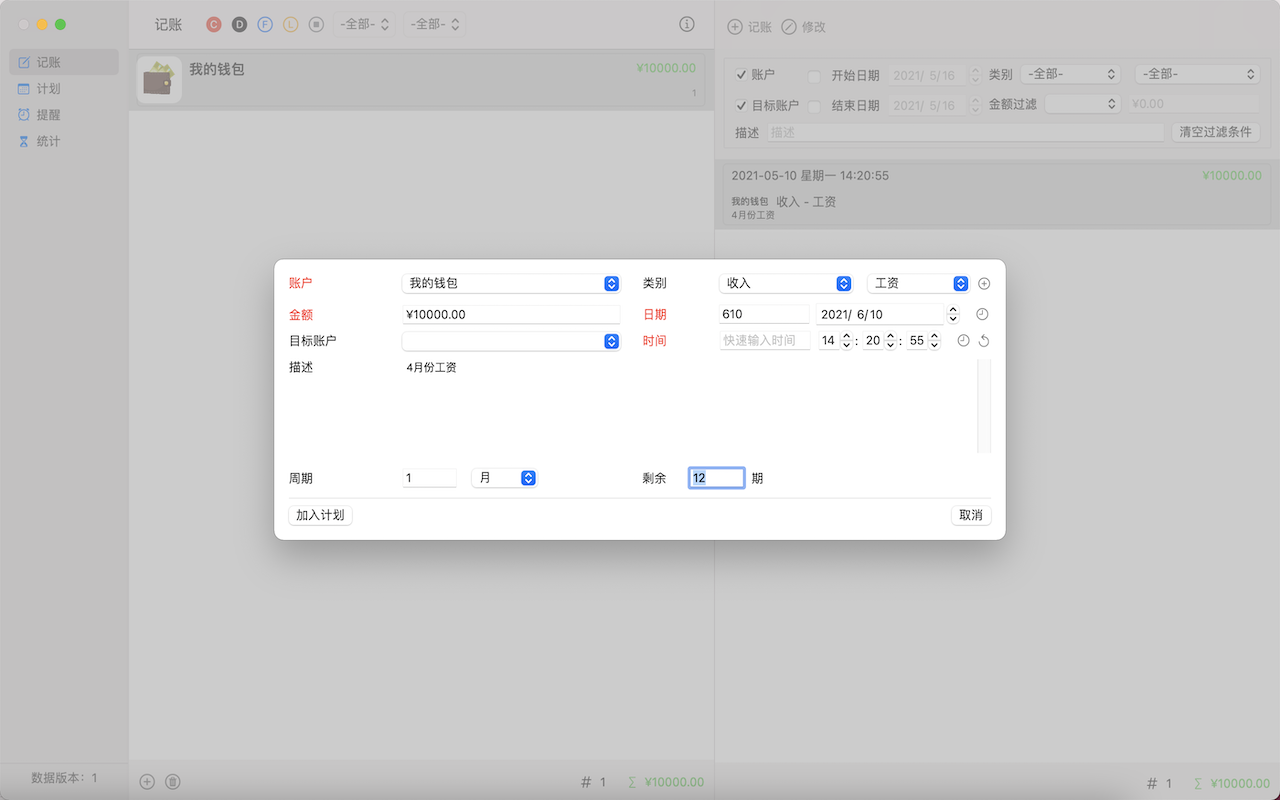 记账 C D F L -全部- -全部-
记账
计划
提醒
统计
我的钱包 ¥10000.00
1
记账 修改
账户 开始日期 2021/ 5/16 类别 -全部- -全部-
目标账户 结束日期 2021/ 5/16 金额过滤 ¥0.00
描述 描述 清空过滤条件
2021-05-10 星期一 14:20:55 ¥10000.00
我的钱包 收入 - 工资
4月份工资
账户 我的钱包 类别 收入 工资
金额 ¥10000.00 日期 610 2021/ 6/10
目标账户 时间 快速输入时间 14 : 20 : 55
描述 4月份工资
周期 1 月 剩余 12 期
加入计划 取消
数据版本：1
# 1 Σ ¥10000.00
# 1 Σ ¥10000.00